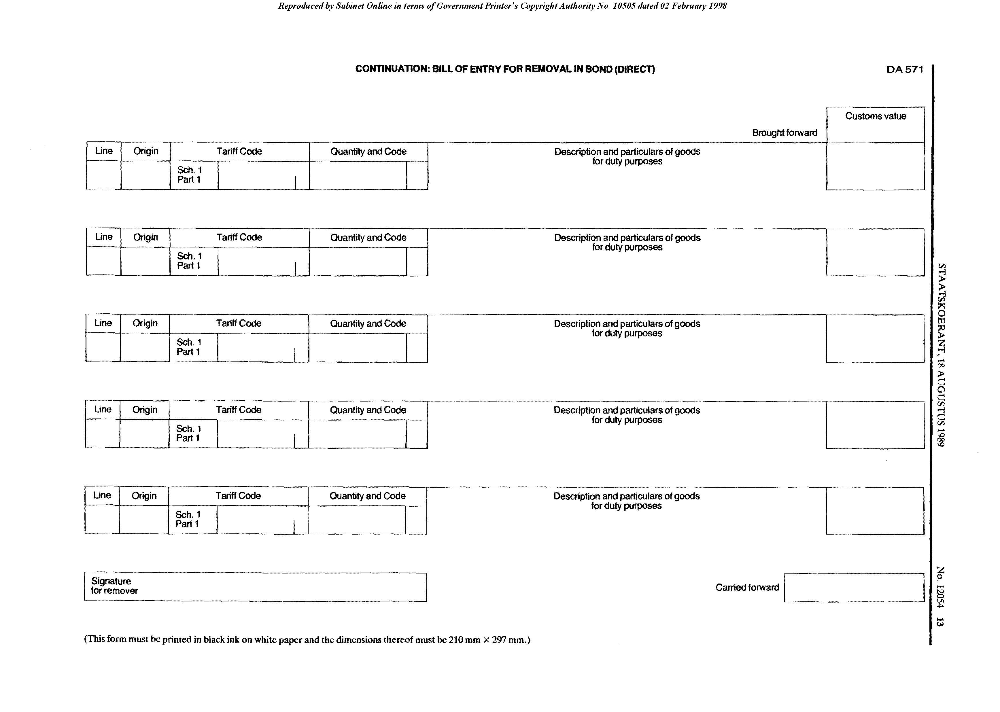 Reproduced by Sabinet Online in terms of Government Printer's Copyright Authority No. 10505 dated 02 February 1998
CONTINUATION: BILL OF ENTRY FOR REMOVAL IN BOND (DIRECT)
DA 571
Customs value
Brought forward
Line Origin Tariff Code Quantity and Code Description and particulars of goods
for duty purposes
Sch. 1
Part 1
Line Origin Tariff Code Quantity and Code Description and particulars of goods
for duty purposes
Sch. 1
Part 1
Line Origin Tariff Code Quantity and Code Description and particulars of goods
for duty purposes
Sch. 1
Part 1
Line Origin Tariff Code Quantity and Code Description and particulars of goods
for duty purposes
Sch. 1
Part 1
Line Origin Tariff Code Quantity and Code Description and particulars of goods
for duty purposes
Sch. 1
Part 1
Signature
for remover
Carried forward
(This form must be printed in black ink on white paper and the dimensions thereof must be 210 mm × 297 mm.)
STAATSKOERANT, 18 AUGUSTUS 1989
No. 12054 13